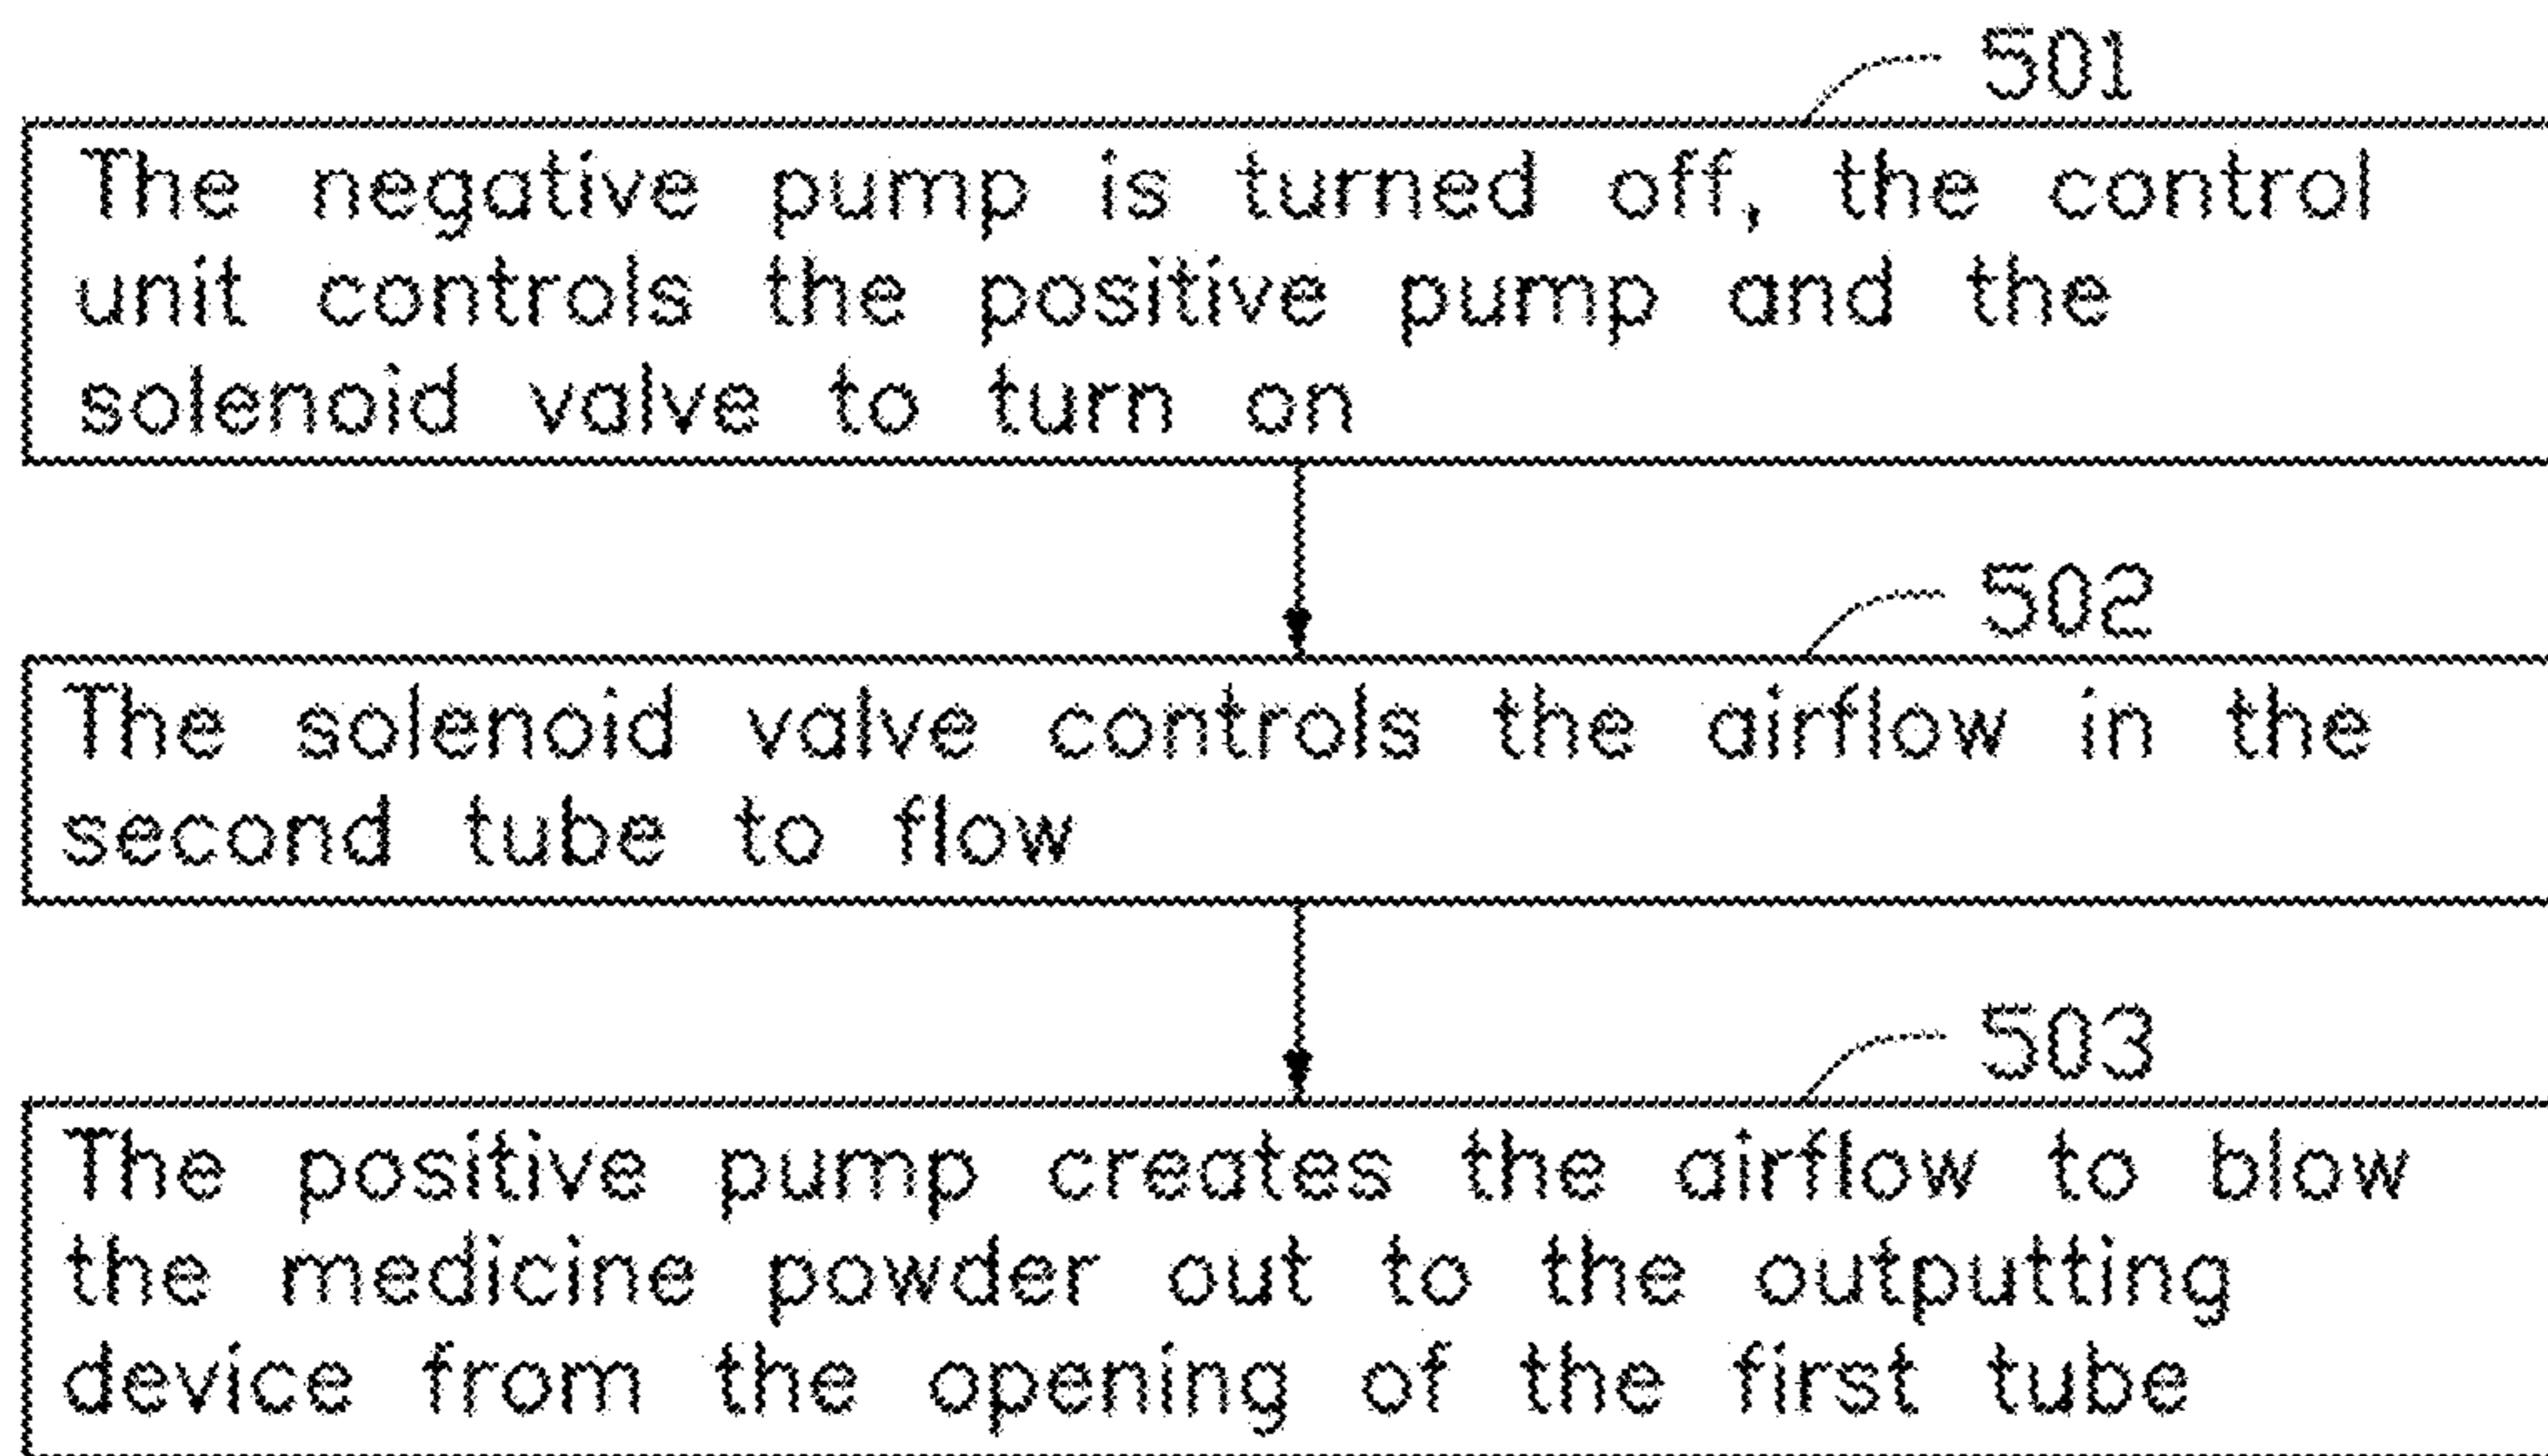 501
The negative pump is turned off, the control
unit controls the positive pump and the
solenoid valve to turn on
502
The solenoid valve controls the airflow in the
second tube to flow
503
The positive pump creates the airflow to blow
the medicine powder out to the outputting
device from the opening of the first tube